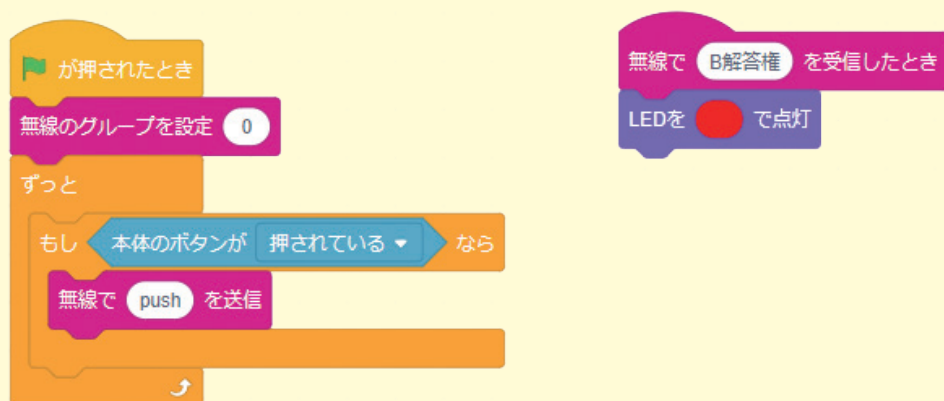 が押されたとき
無線のグループを設定 0
ずっと
もし 本体のボタンが 押されている なら
無線で push を送信
無線で B解答権 を受信したとき
LEDを で点灯